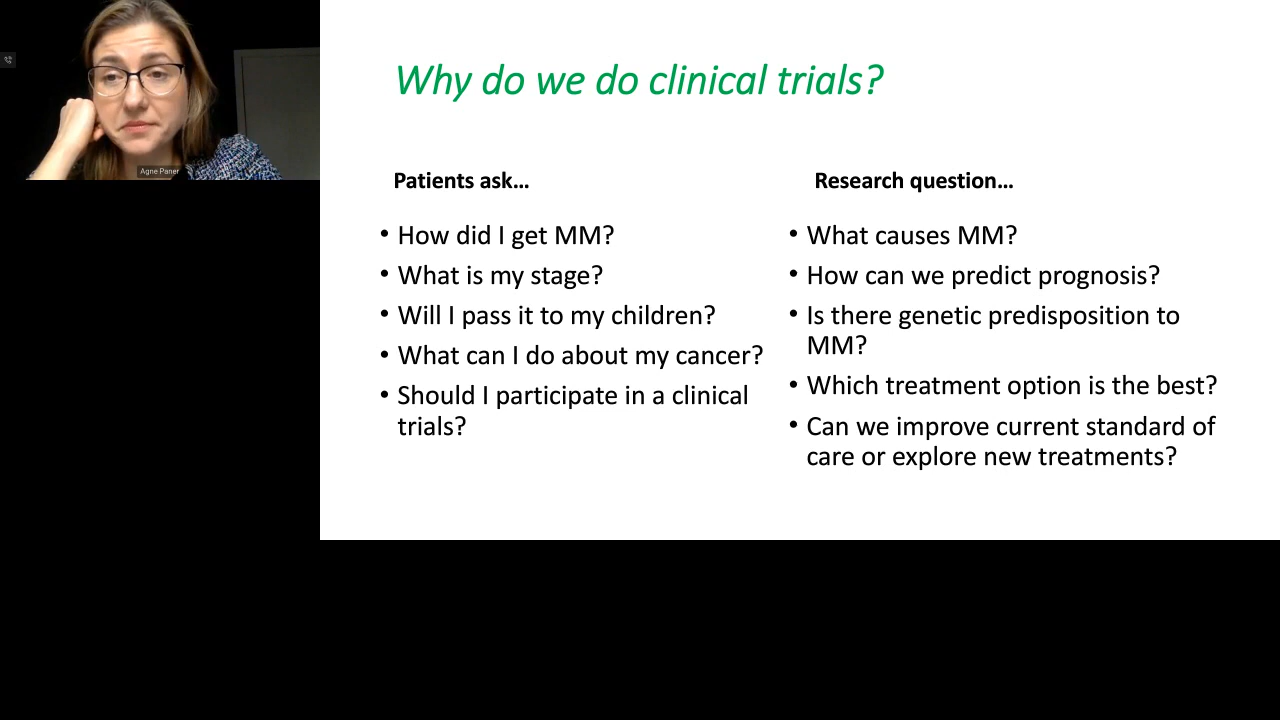 Agne Paner
Why do we do clinical trials?
Patients ask…
• How did I get MM?
• What is my stage?
• Will I pass it to my children?
• What can I do about my cancer?
• Should I participate in a clinical
trials?
Research question…
• What causes MM?
• How can we predict prognosis?
• Is there genetic predisposition to
MM?
• Which treatment option is the best?
• Can we improve current standard of
care or explore new treatments?